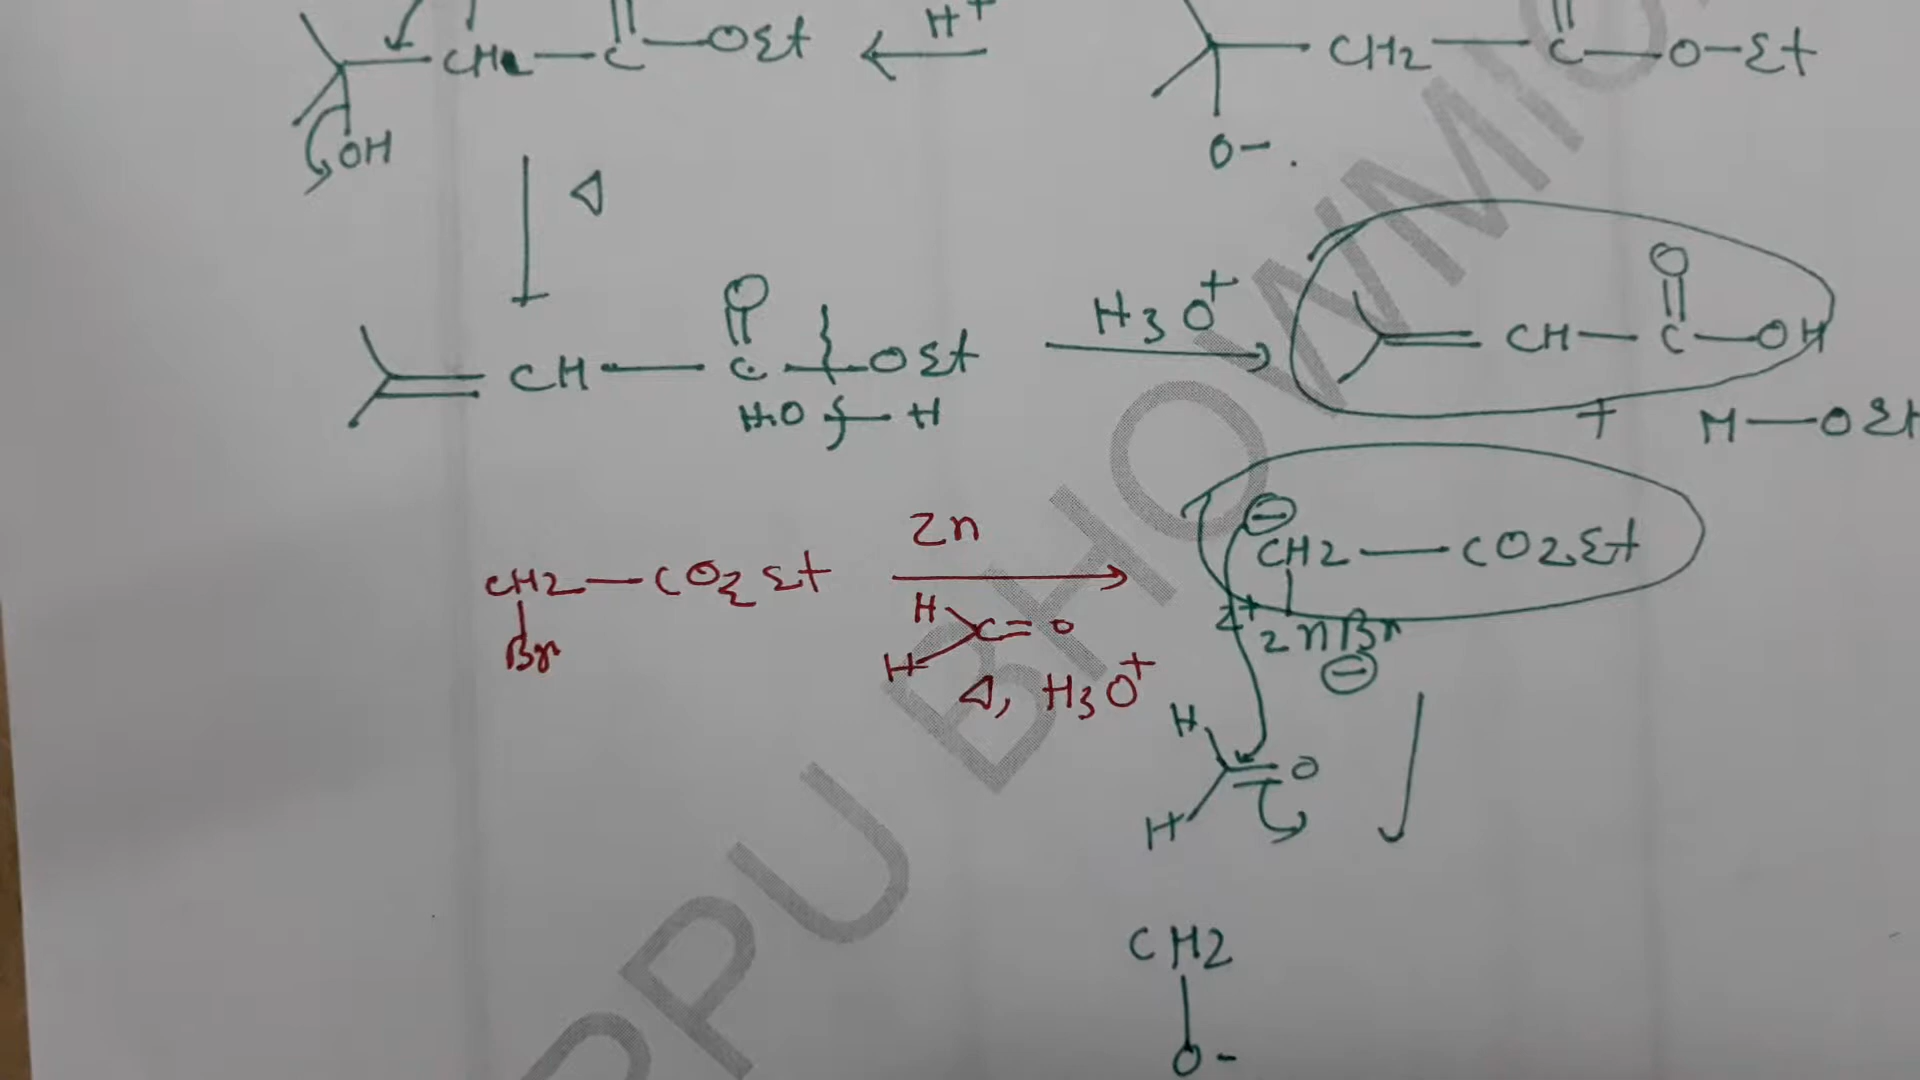 CH2 — C — OEt
H+
CH2 — C — O — Et
OH
O-
Δ
O
CH — C — OEt
HO — H
H3O+
O
CH — C — OH
+ H — OEt
CH2 — CO2Et
Br
Zn
H
C=O
H
Δ, H3O+
⊖
CH2 — CO2Et
ZnBr
⊖
H
O
H
CH2
O-
PPU BHOWMIC